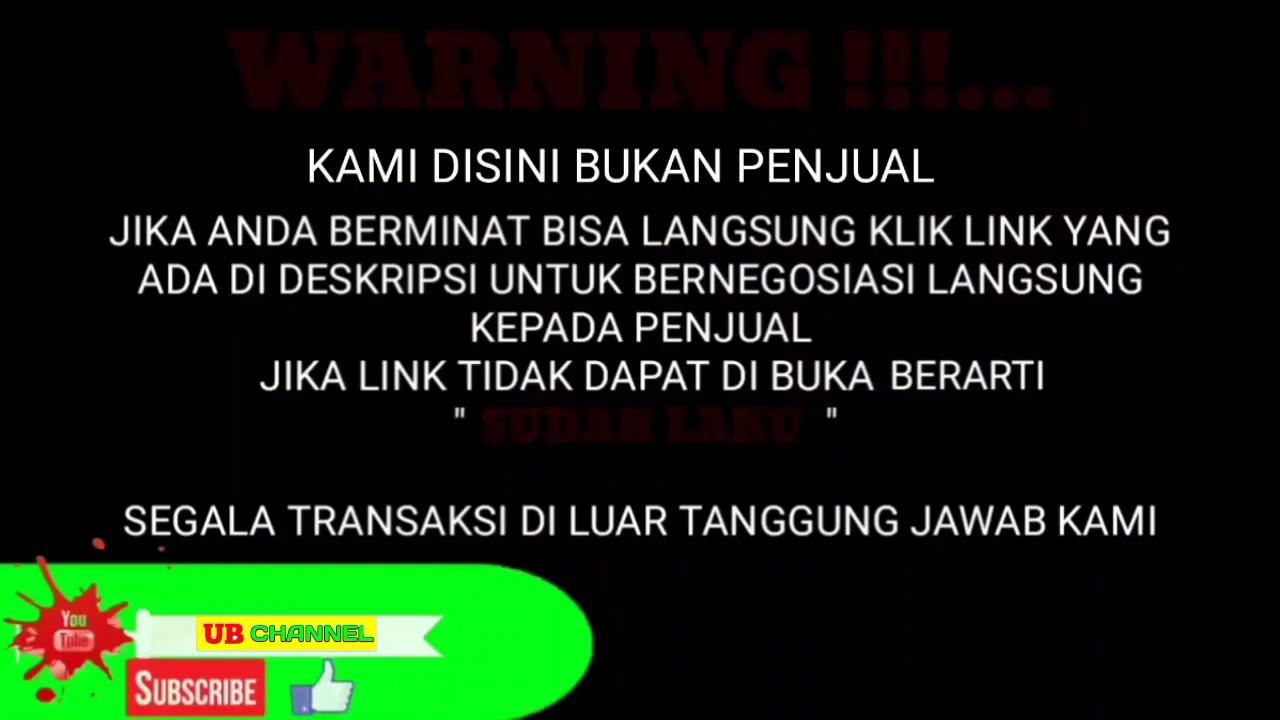 WARNING !!!...
KAMI DISINI BUKAN PENJUAL
JIKA ANDA BERMINAT BISA LANGSUNG KLIK LINK YANG
ADA DI DESKRIPSI UNTUK BERNEGOSIASI LANGSUNG
KEPADA PENJUAL
JIKA LINK TIDAK DAPAT DI BUKA BERARTI
" SUDAH LAKU "
SEGALA TRANSAKSI DI LUAR TANGGUNG JAWAB KAMI
You
Tube
UB CHANNEL
SUBSCRIBE